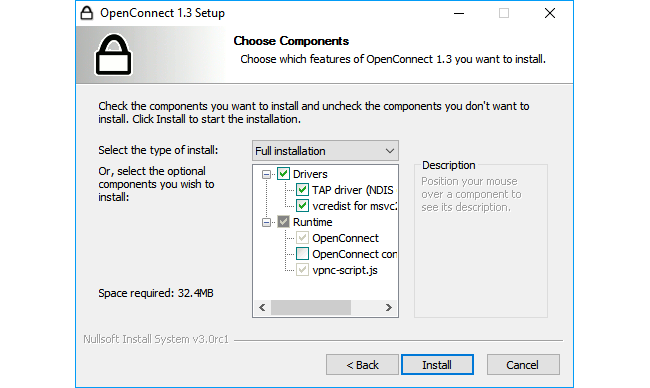 OpenConnect 1.3 Setup
Choose Components
Choose which features of OpenConnect 1.3 you want to install.
Check the components you want to install and uncheck the components you don't want to
install. Click Install to start the installation.
Select the type of install:
Full installation
Or, select the optional
components you wish to
install:
Drivers
TAP driver (NDIS
vcredist for msvc2
Runtime
OpenConnect
OpenConnect con
vpnc-script.js
Description
Position your mouse
over a component to
see its description.
Space required: 32.4MB
Nullsoft Install System v3.0rc1
< Back
Install
Cancel